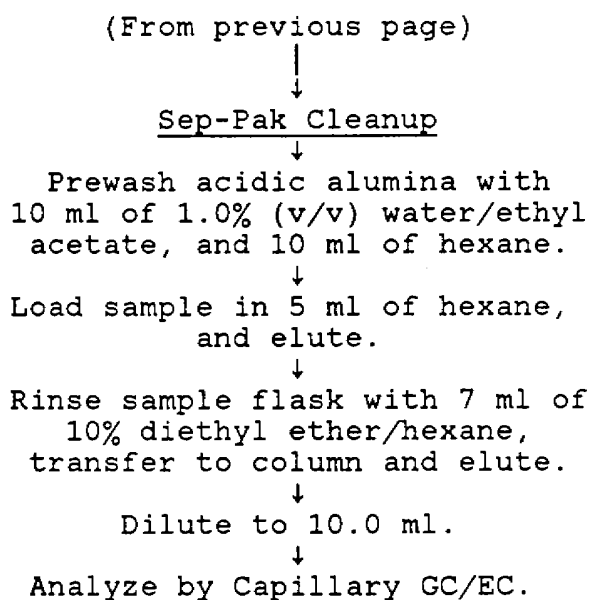 (From previous page)
↓
Sep-Pak Cleanup
↓
Prewash acidic alumina with
10 ml of 1.0% (v/v) water/ethyl
acetate, and 10 ml of hexane.
↓
Load sample in 5 ml of hexane,
and elute.
↓
Rinse sample flask with 7 ml of
10% diethyl ether/hexane,
transfer to column and elute.
↓
Dilute to 10.0 ml.
↓
Analyze by Capillary GC/EC.